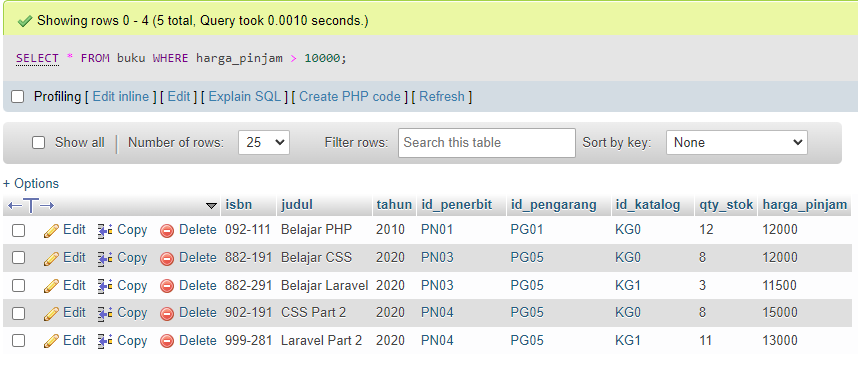 Showing rows 0 - 4 (5 total, Query took 0.0010 seconds.)
SELECT * FROM buku WHERE harga_pinjam > 10000;
Profiling [ Edit inline ] [ Edit ] [ Explain SQL ] [ Create PHP code ] [ Refresh ]
Show all Number of rows: 25 Filter rows: Search this table Sort by key: None
+ Options
isbn judul tahun id_penerbit id_pengarang id_katalog qty_stok harga_pinjam
Edit Copy Delete 092-111 Belajar PHP 2010 PN01 PG01 KG0 12 12000
Edit Copy Delete 882-191 Belajar CSS 2020 PN03 PG05 KG0 8 12000
Edit Copy Delete 882-291 Belajar Laravel 2020 PN03 PG05 KG1 3 11500
Edit Copy Delete 902-191 CSS Part 2 2020 PN04 PG05 KG0 8 15000
Edit Copy Delete 999-281 Laravel Part 2 2020 PN04 PG05 KG1 11 13000